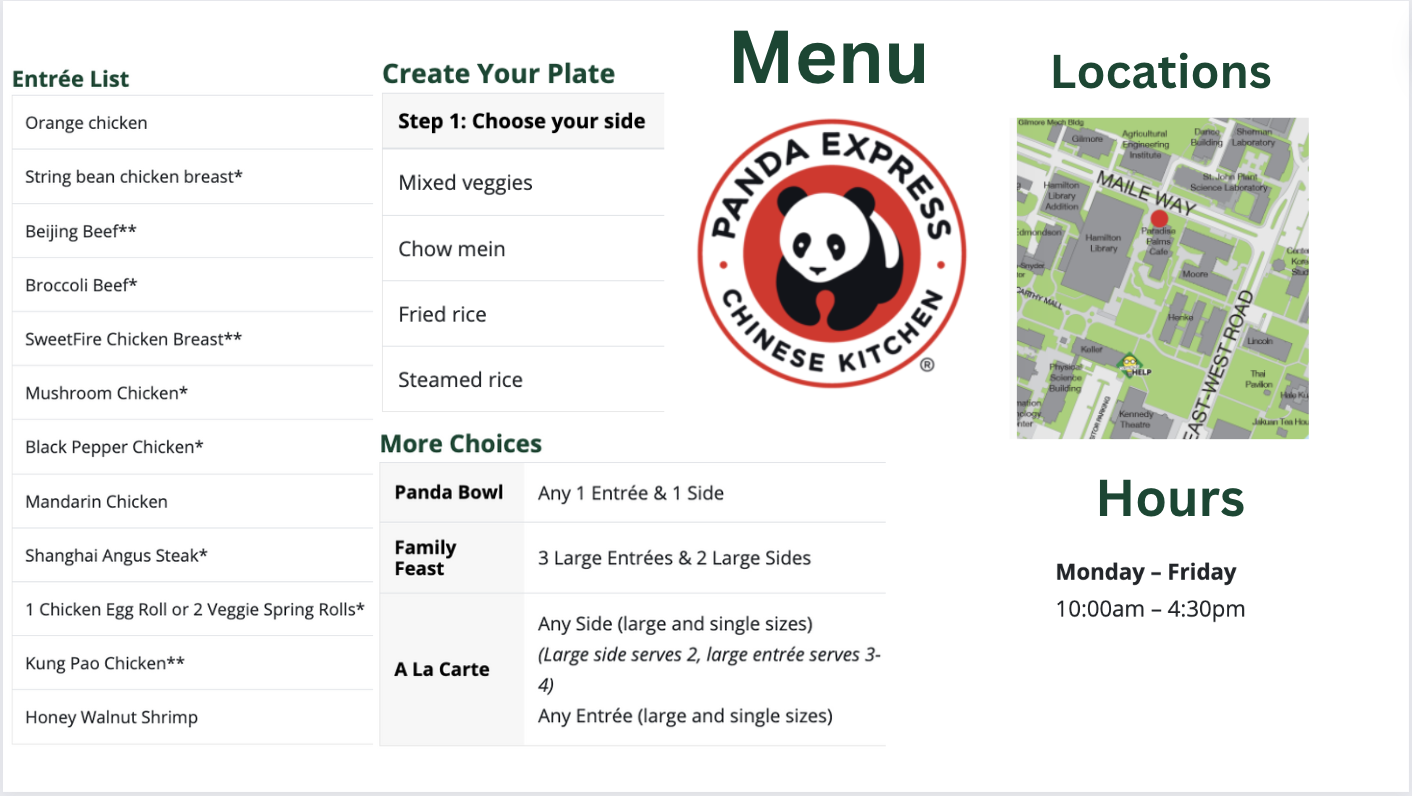 Menu
Locations
Entrée List
Orange chicken
String bean chicken breast*
Beijing Beef**
Broccoli Beef*
SweetFire Chicken Breast**
Mushroom Chicken*
Black Pepper Chicken*
Mandarin Chicken
Shanghai Angus Steak*
1 Chicken Egg Roll or 2 Veggie Spring Rolls*
Kung Pao Chicken**
Honey Walnut Shrimp
Create Your Plate
Step 1: Choose your side
Mixed veggies
Chow mein
Fried rice
Steamed rice
More Choices
Panda Bowl
Any 1 Entrée & 1 Side
Family
Feast
3 Large Entrées & 2 Large Sides
A La Carte
Any Side (large and single sizes)
(Large side serves 2, large entrée serves 3-
4)
Any Entrée (large and single sizes)
PANDA EXPRESS
CHINESE KITCHEN
®
Gilmore Mech Bldg
Gilmore
Agricultural
Engineering
Institute
Dance
Building
Sherman
Laboratory
St. John Plant
Science Laboratory
MAILE WAY
Hamilton
Library
Addition
Hamilton
Library
Paradise
Palms
Cafe
Edmondson
Moore
Henke
Lincoln
Keller
HELP
Physical
Science
Building
Kennedy
Theatre
Thai
Pavilion
EAST-WEST ROAD
Hours
Monday – Friday
10:00am – 4:30pm